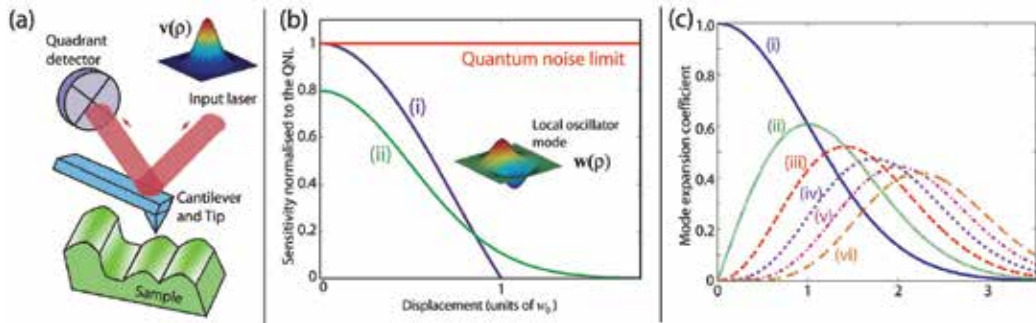 (a)
Quadrant
detector
v(ρ)
Input laser
Cantilever
and Tip
Sample
(b)
Sensitivity normalised to the QNL
1
0.8
0.6
0.4
0.2
0
Quantum noise limit
(i)
(ii)
Local oscillator
mode
w(ρ)
0
1
Displacement (units of w₀)
(c)
Mode expansion coefficient
1.0
0.8
0.6
0.4
0.2
0
(i)
(ii)
(iii)
(iv)
(v)
(vi)
0
1
2
3